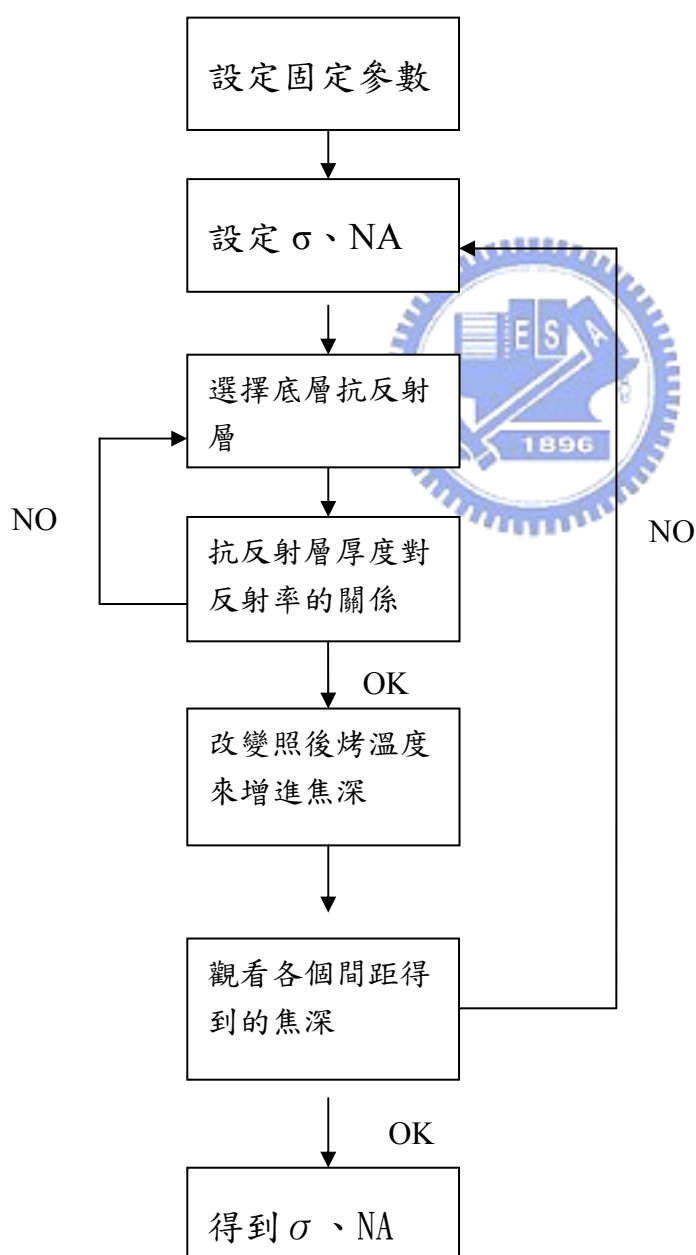 設定固定參數
設定 σ、NA
ESA
選擇底層抗反射
層
1896
NO
NO
抗反射層厚度對
反射率的關係
OK
改變照後烤溫度
來增進焦深
觀看各個間距得
到的焦深
OK
得到σ、NA